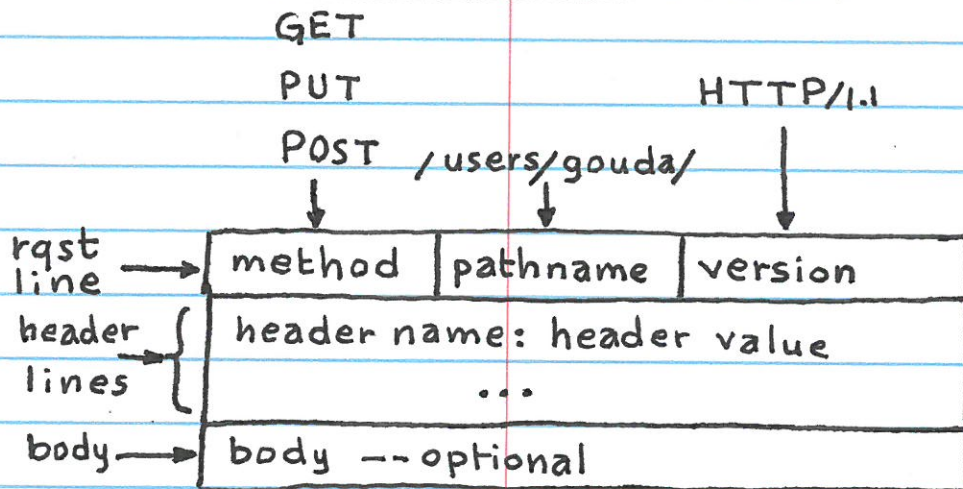 GET
PUT
HTTP/1.1
POST /users/gouda/
rqst
line
method pathname version
header
lines
header name: header value
...
body
body -- optional